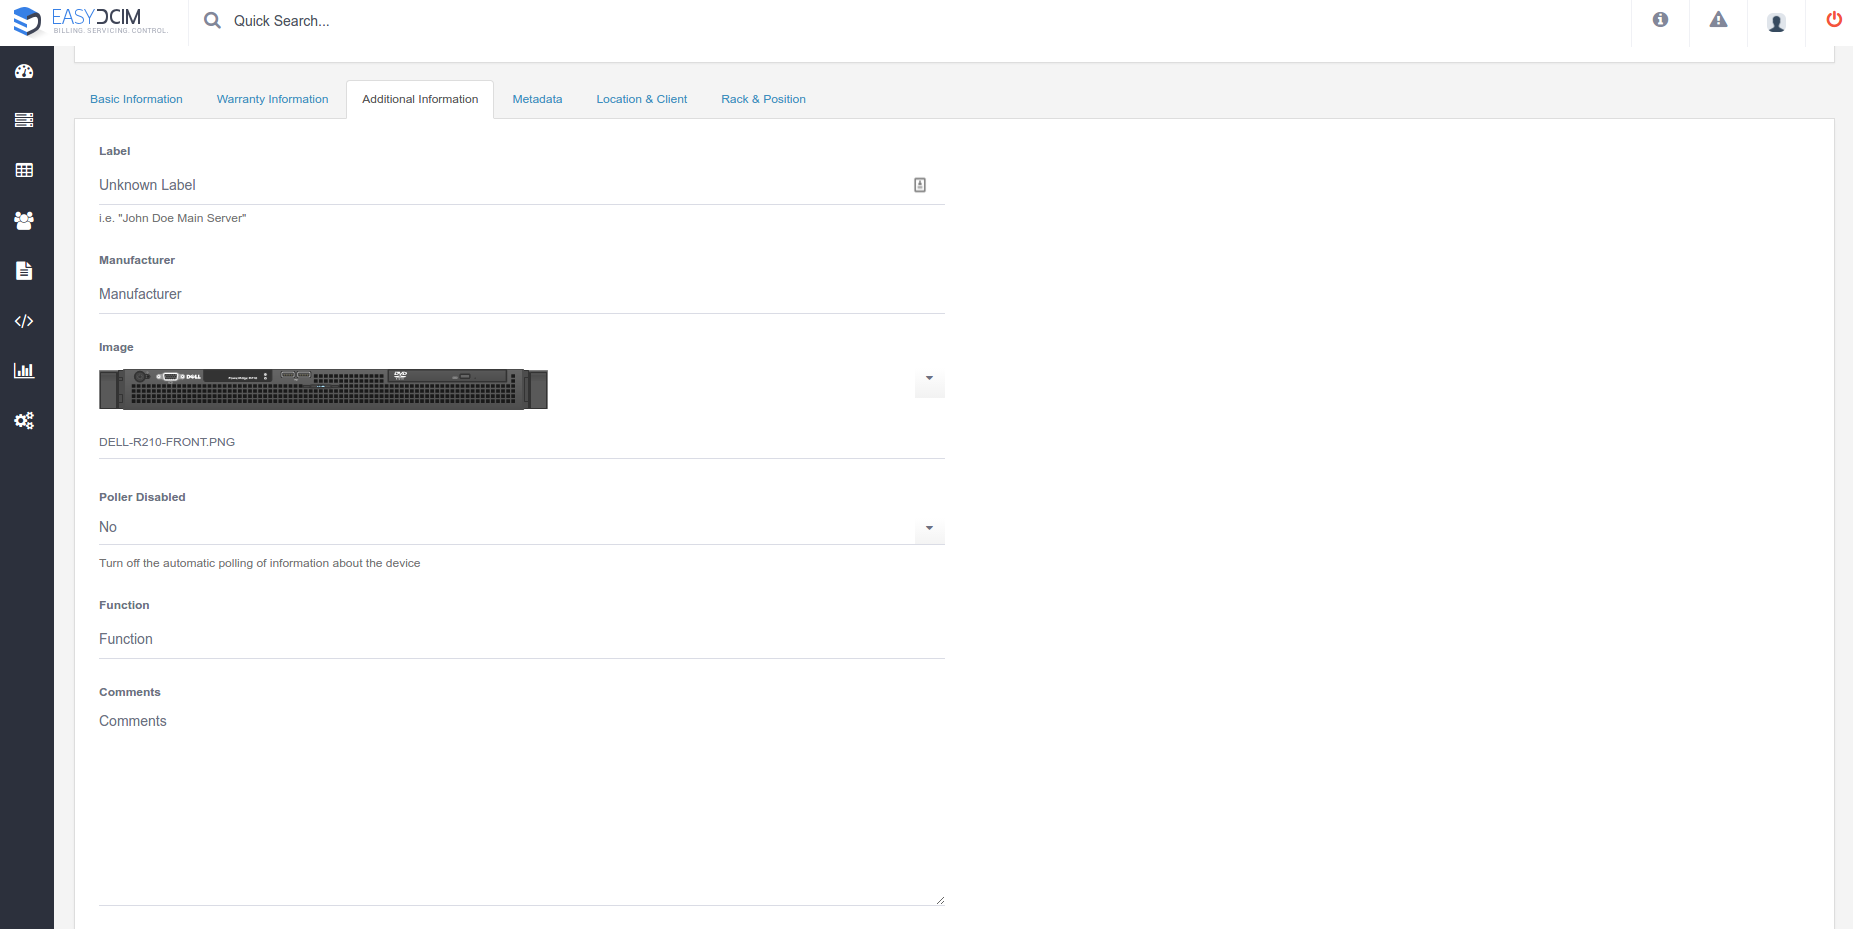 EASYDCIM
BILLING. SERVICING. CONTROL.
Quick Search...
Basic Information
Warranty Information
Additional Information
Metadata
Location & Client
Rack & Position
Label
Unknown Label
i.e. "John Doe Main Server"
Manufacturer
Manufacturer
Image
DELL
DVD
DELL-R210-FRONT.PNG
Poller Disabled
No
Turn off the automatic polling of information about the device
Function
Function
Comments
Comments